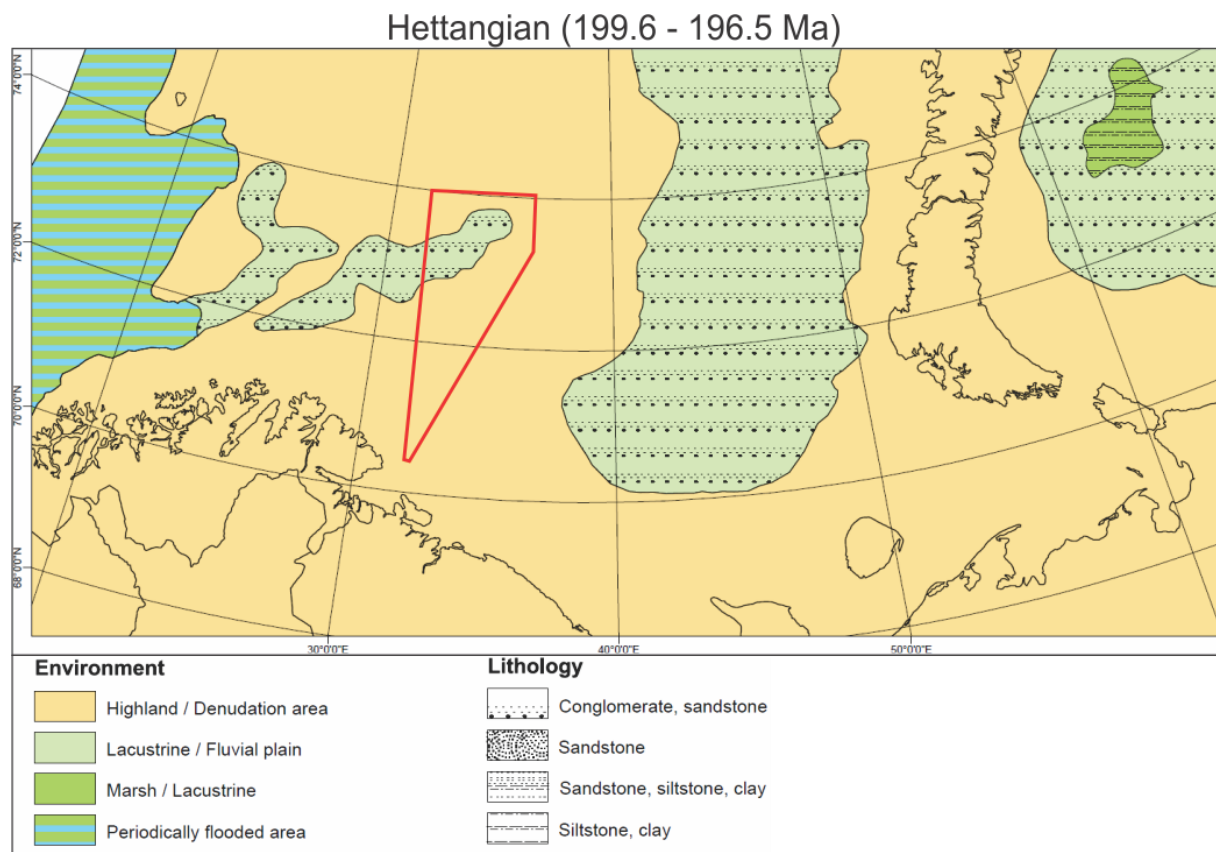 Hettangian (199.6 - 196.5 Ma)
74°0'0"N
72°0'0"N
70°0'0"N
68°0'0"N
30°0'0"E
40°0'0"E
50°0'0"E
Environment
Highland / Denudation area
Lacustrine / Fluvial plain
Marsh / Lacustrine
Periodically flooded area
Lithology
Conglomerate, sandstone
Sandstone
Sandstone, siltstone, clay
Siltstone, clay